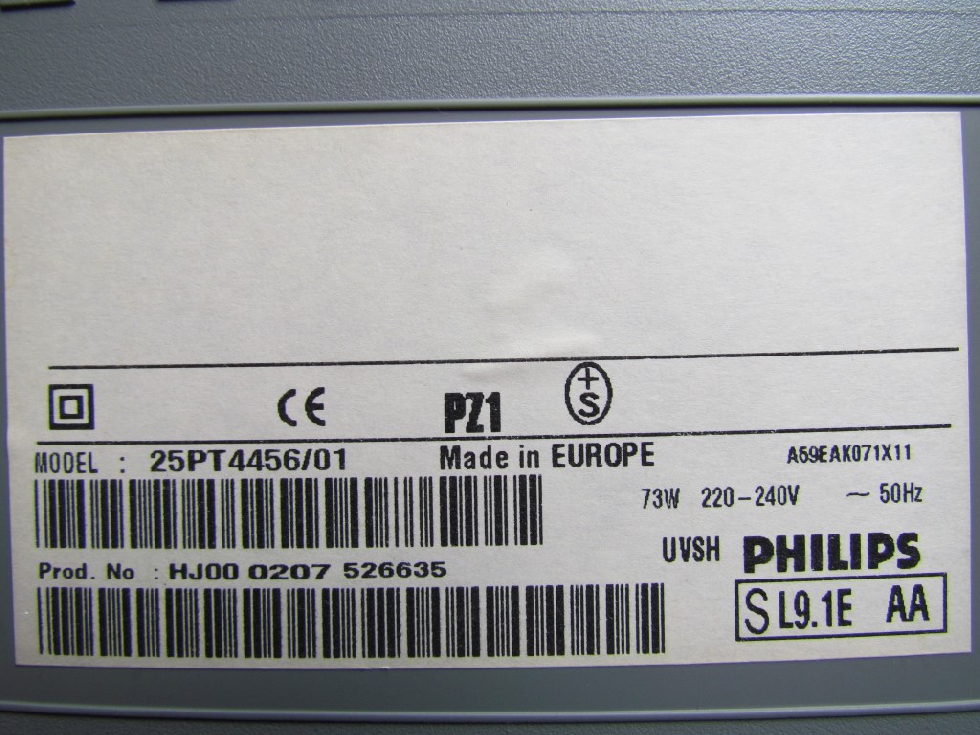 CE PZ1 +S
MODEL : 25PT4456/01 Made in EUROPE A59EAK071X11
73W 220-240V ~ 50Hz
UVSH PHILIPS
Prod. No : HJ00 0207 526635
S L9.1E AA